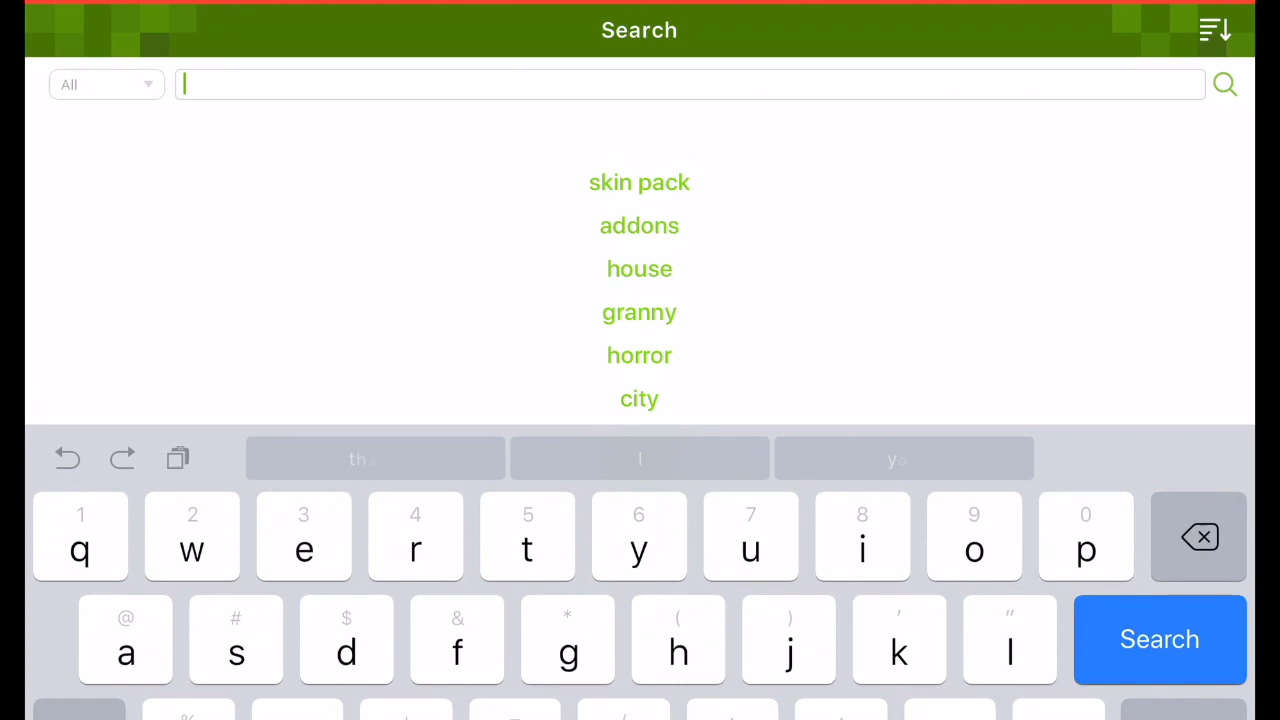 Search
All
skin pack
addons
house
granny
horror
city
I
1 2 3 4 5 6 7 8 9 0
q w e r t y u i o p
@ # $ & * ( ) ' "
a s d f g h j k l Search
%